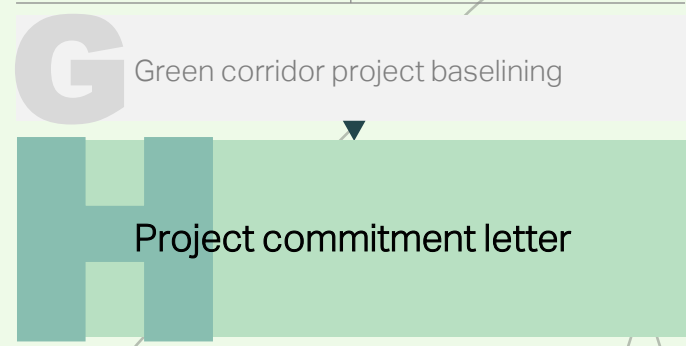 G
Green corridor project baselining
H
Project commitment letter